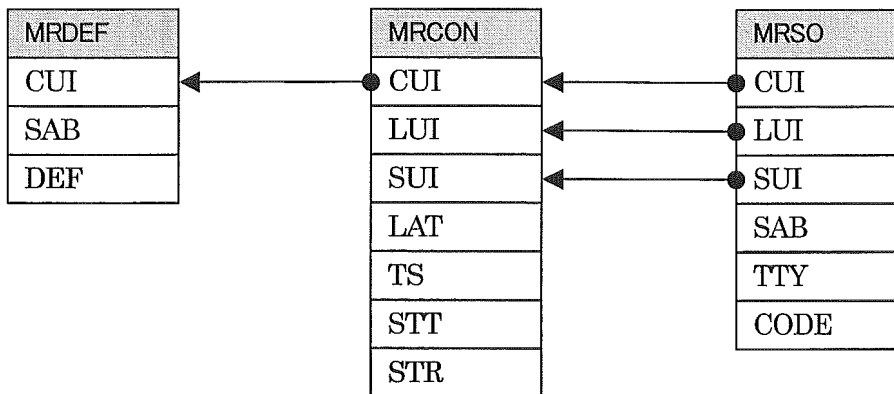 MRDEF
CUI
SAB
DEF
MRCON
CUI
LUI
SUI
LAT
TS
STT
STR
MRSO
CUI
LUI
SUI
SAB
TTY
CODE